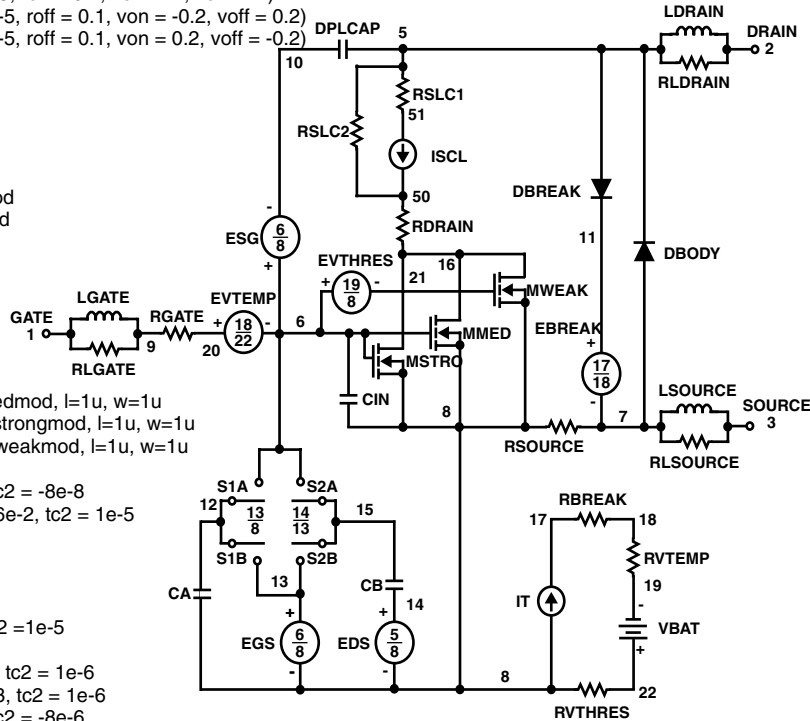 -5, roff = 0.1, von = -0.2, voff = 0.2)
-5, roff = 0.1, von = 0.2, voff = -0.2)
DPLCAP
5
10
LDRAIN
DRAIN
2
RLDRAIN
RSLC1
51
RSLC2
ISCL
50
RDRAIN
DBREAK
11
DBODY
ESG
6
8
-
+
EVTHRES
+
19
8
-
16
21
MWEAK
MMED
MSTRO
EBREAK
+
17
18
-
GATE
1
LGATE
RLGATE
9
RGATE
20
EVTEMP
+
18
22
-
6
CIN
8
RSOURCE
7
LSOURCE
SOURCE
3
RLSOURCE
od
d
edmod, l=1u, w=1u
strongmod, l=1u, w=1u
weakmod, l=1u, w=1u
c2 = -8e-8
6e-2, tc2 = 1e-5
2 =1e-5
, tc2 = 1e-6
3, tc2 = 1e-6
c2 = -8e-6
S1A
S2A
12
13
8
14
13
15
S1B
S2B
13
CA
CB
14
EGS
+
6
8
-
EDS
+
5
8
-
8
RBREAK
17
18
RVTEMP
19
IT
-
VBAT
+
22
RVTHRES